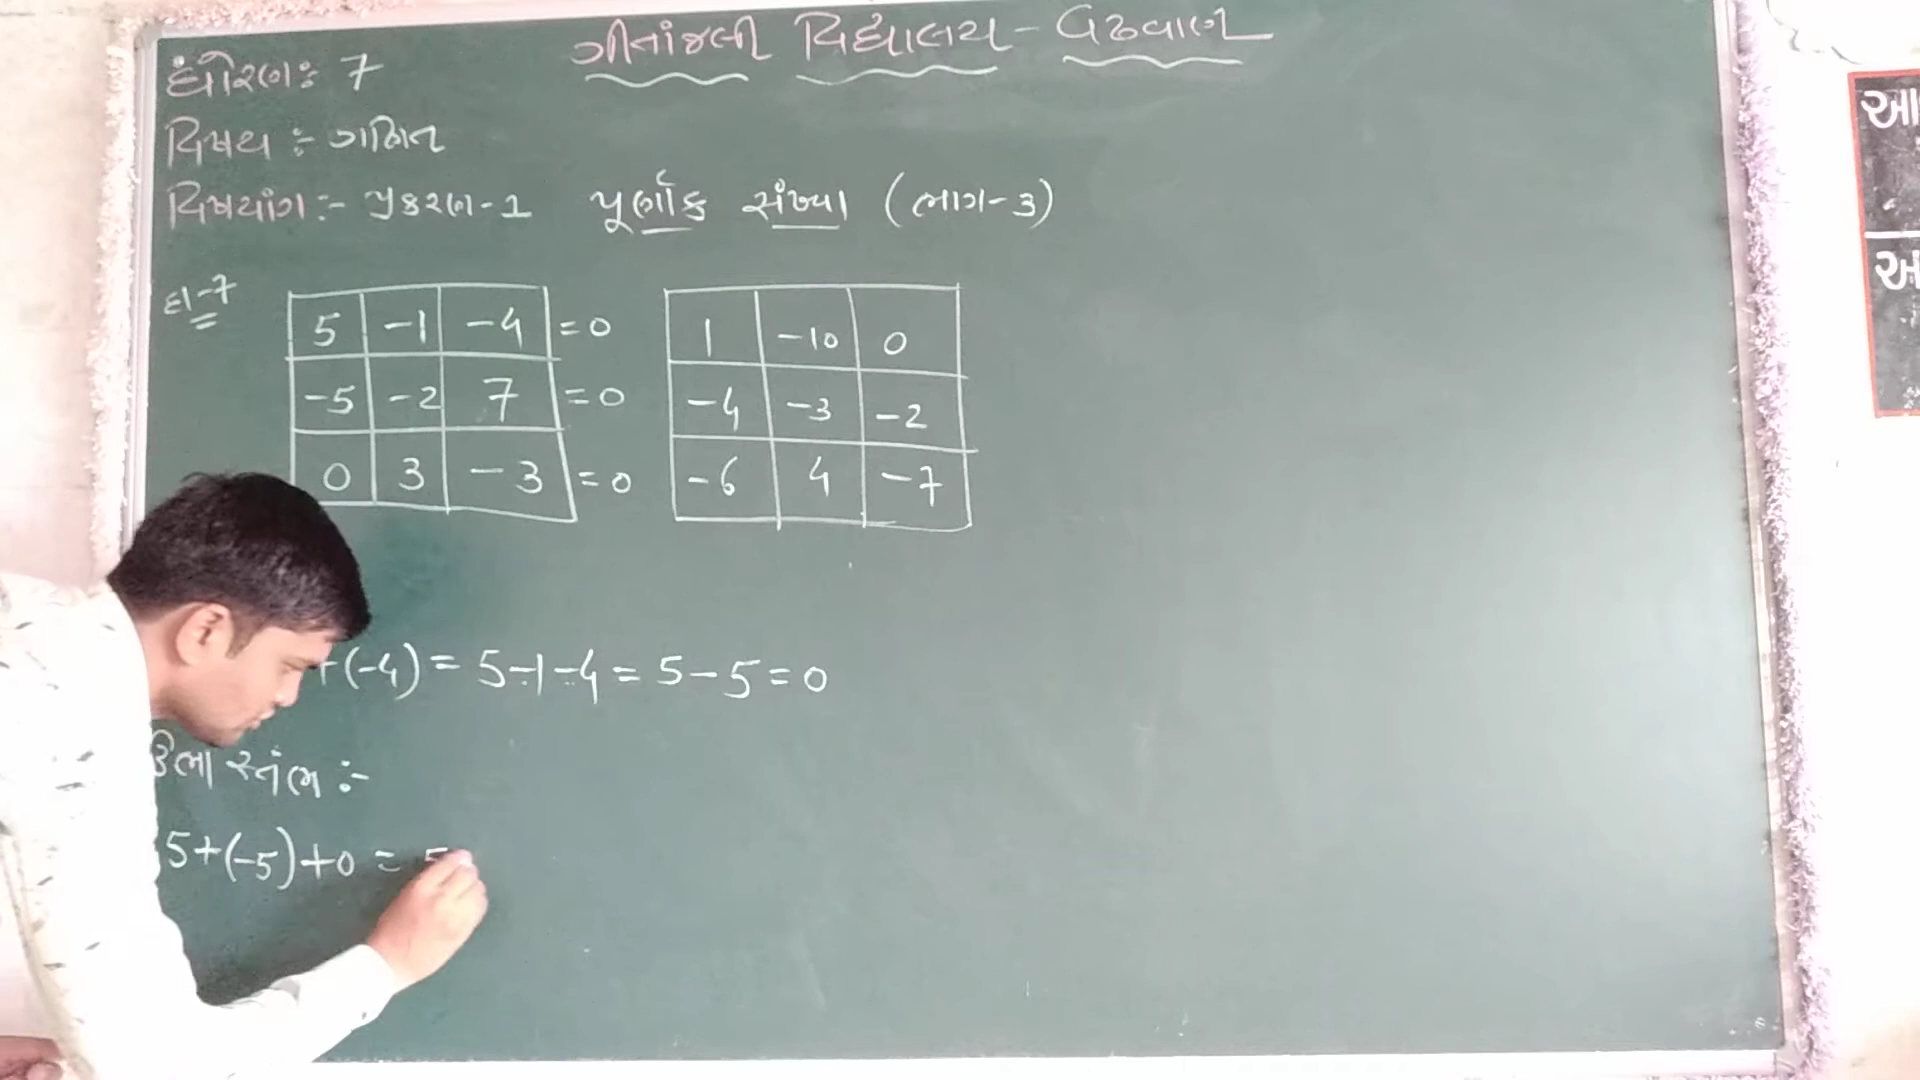 ગીતાંજલી વિદ્યાલય - વઢવાણ
ધોરણ: 7
વિષય :- ગણિત
વિષયાંગ :- પ્રકરણ-1 પૂર્ણાંક સંખ્યા (ભાગ-3)
દા-7
5 -1 -4 =0
-5 -2 7 =0
0 3 -3 =0
1 -10 0
-4 -3 -2
-6 4 -7
+(-4) = 5-1-4 = 5-5=0
ઉભા સ્તંભ :-
5+(-5)+0 = 5
આ